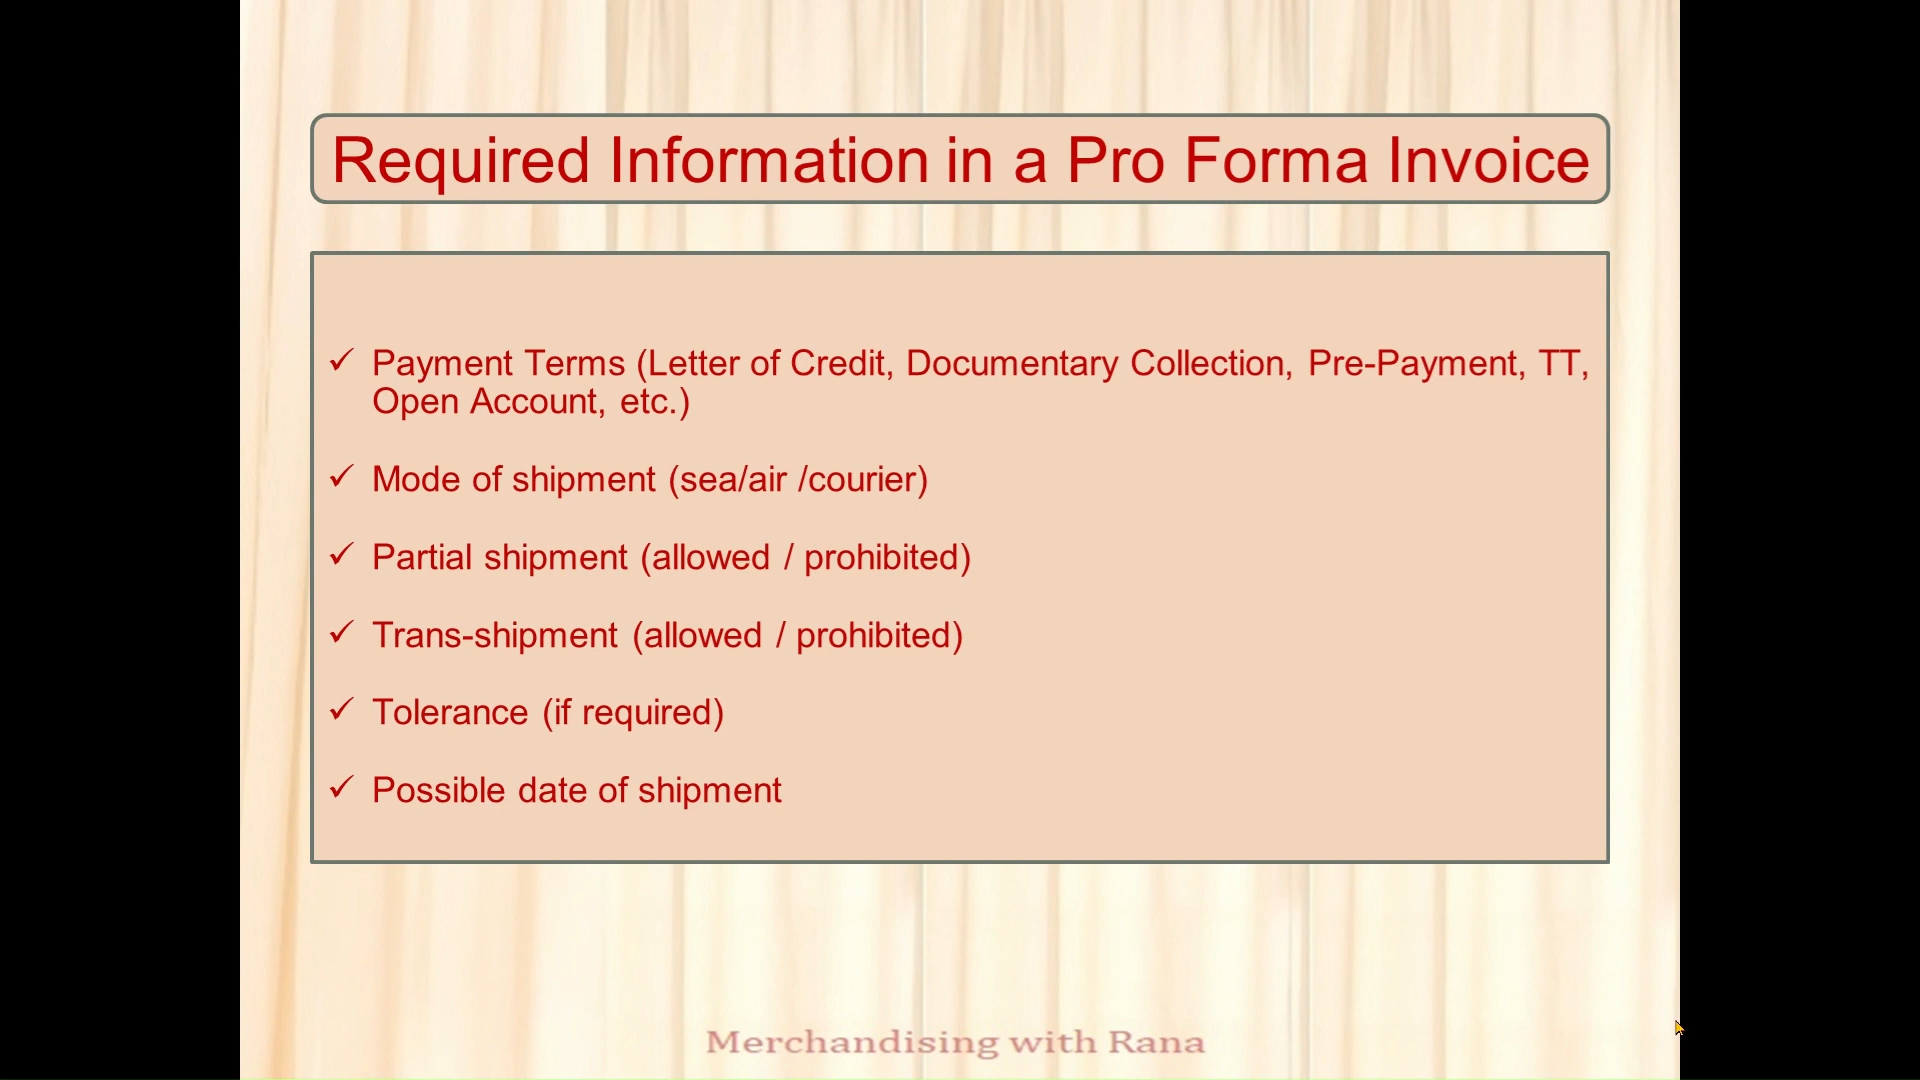 Required Information in a Pro Forma Invoice
✓ Payment Terms (Letter of Credit, Documentary Collection, Pre-Payment, TT,
Open Account, etc.)
✓ Mode of shipment (sea/air /courier)
✓ Partial shipment (allowed / prohibited)
✓ Trans-shipment (allowed / prohibited)
✓ Tolerance (if required)
✓ Possible date of shipment
Merchandising with Rana